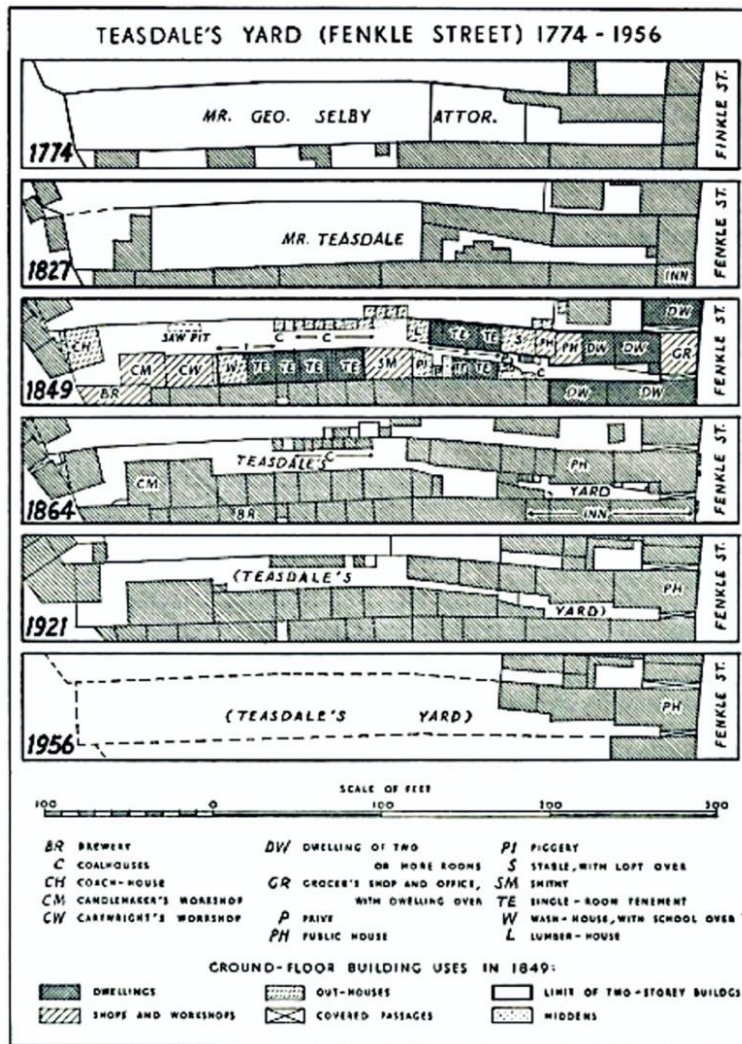 TEASDALE'S YARD (FENKLE STREET) 1774 - 1956
MR. GEO. SELBY ATTOR.
1774
FINKLE ST.
MR. TEASDALE
INN
1827
FENKLE ST.
DW
CH SAW PIT C C
S TE TE S PH PH DW DW GR
CM CW W TE TE TE TE SM PI P TE C
BR DW DW
1849
FENKLE ST.
TEASDALE'S C PH
CM YARD
BR INN
1864
FENKLE ST.
(TEASDALE'S PH
YARD)
1921
FENKLE ST.
PH
(TEASDALE'S YARD)
1956
FENKLE ST.
SCALE OF FEET
100 0 100 200 300
BR BREWERY
C COALHOUSES
CH COACH-HOUSE
CM CANDLEMAKER'S WORKSHOP
CW CARTWRIGHT'S WORKSHOP
DW DWELLING OF TWO
OR MORE ROOMS
GR GROCER'S SHOP AND OFFICE,
WITH DWELLING OVER
P PRIVY
PH PUBLIC HOUSE
PI PIGGERY
S STABLE, WITH LOFT OVER
SM SMITHY
TE SINGLE-ROOM TENEMENT
W WASH-HOUSE, WITH SCHOOL OVER
L LUMBER-HOUSE
GROUND-FLOOR BUILDING USES IN 1849:
DWELLINGS
SHOPS AND WORKSHOPS
OUT-HOUSES
COVERED PASSAGES
LIMIT OF TWO-STOREY BUILDGS
MIDDENS